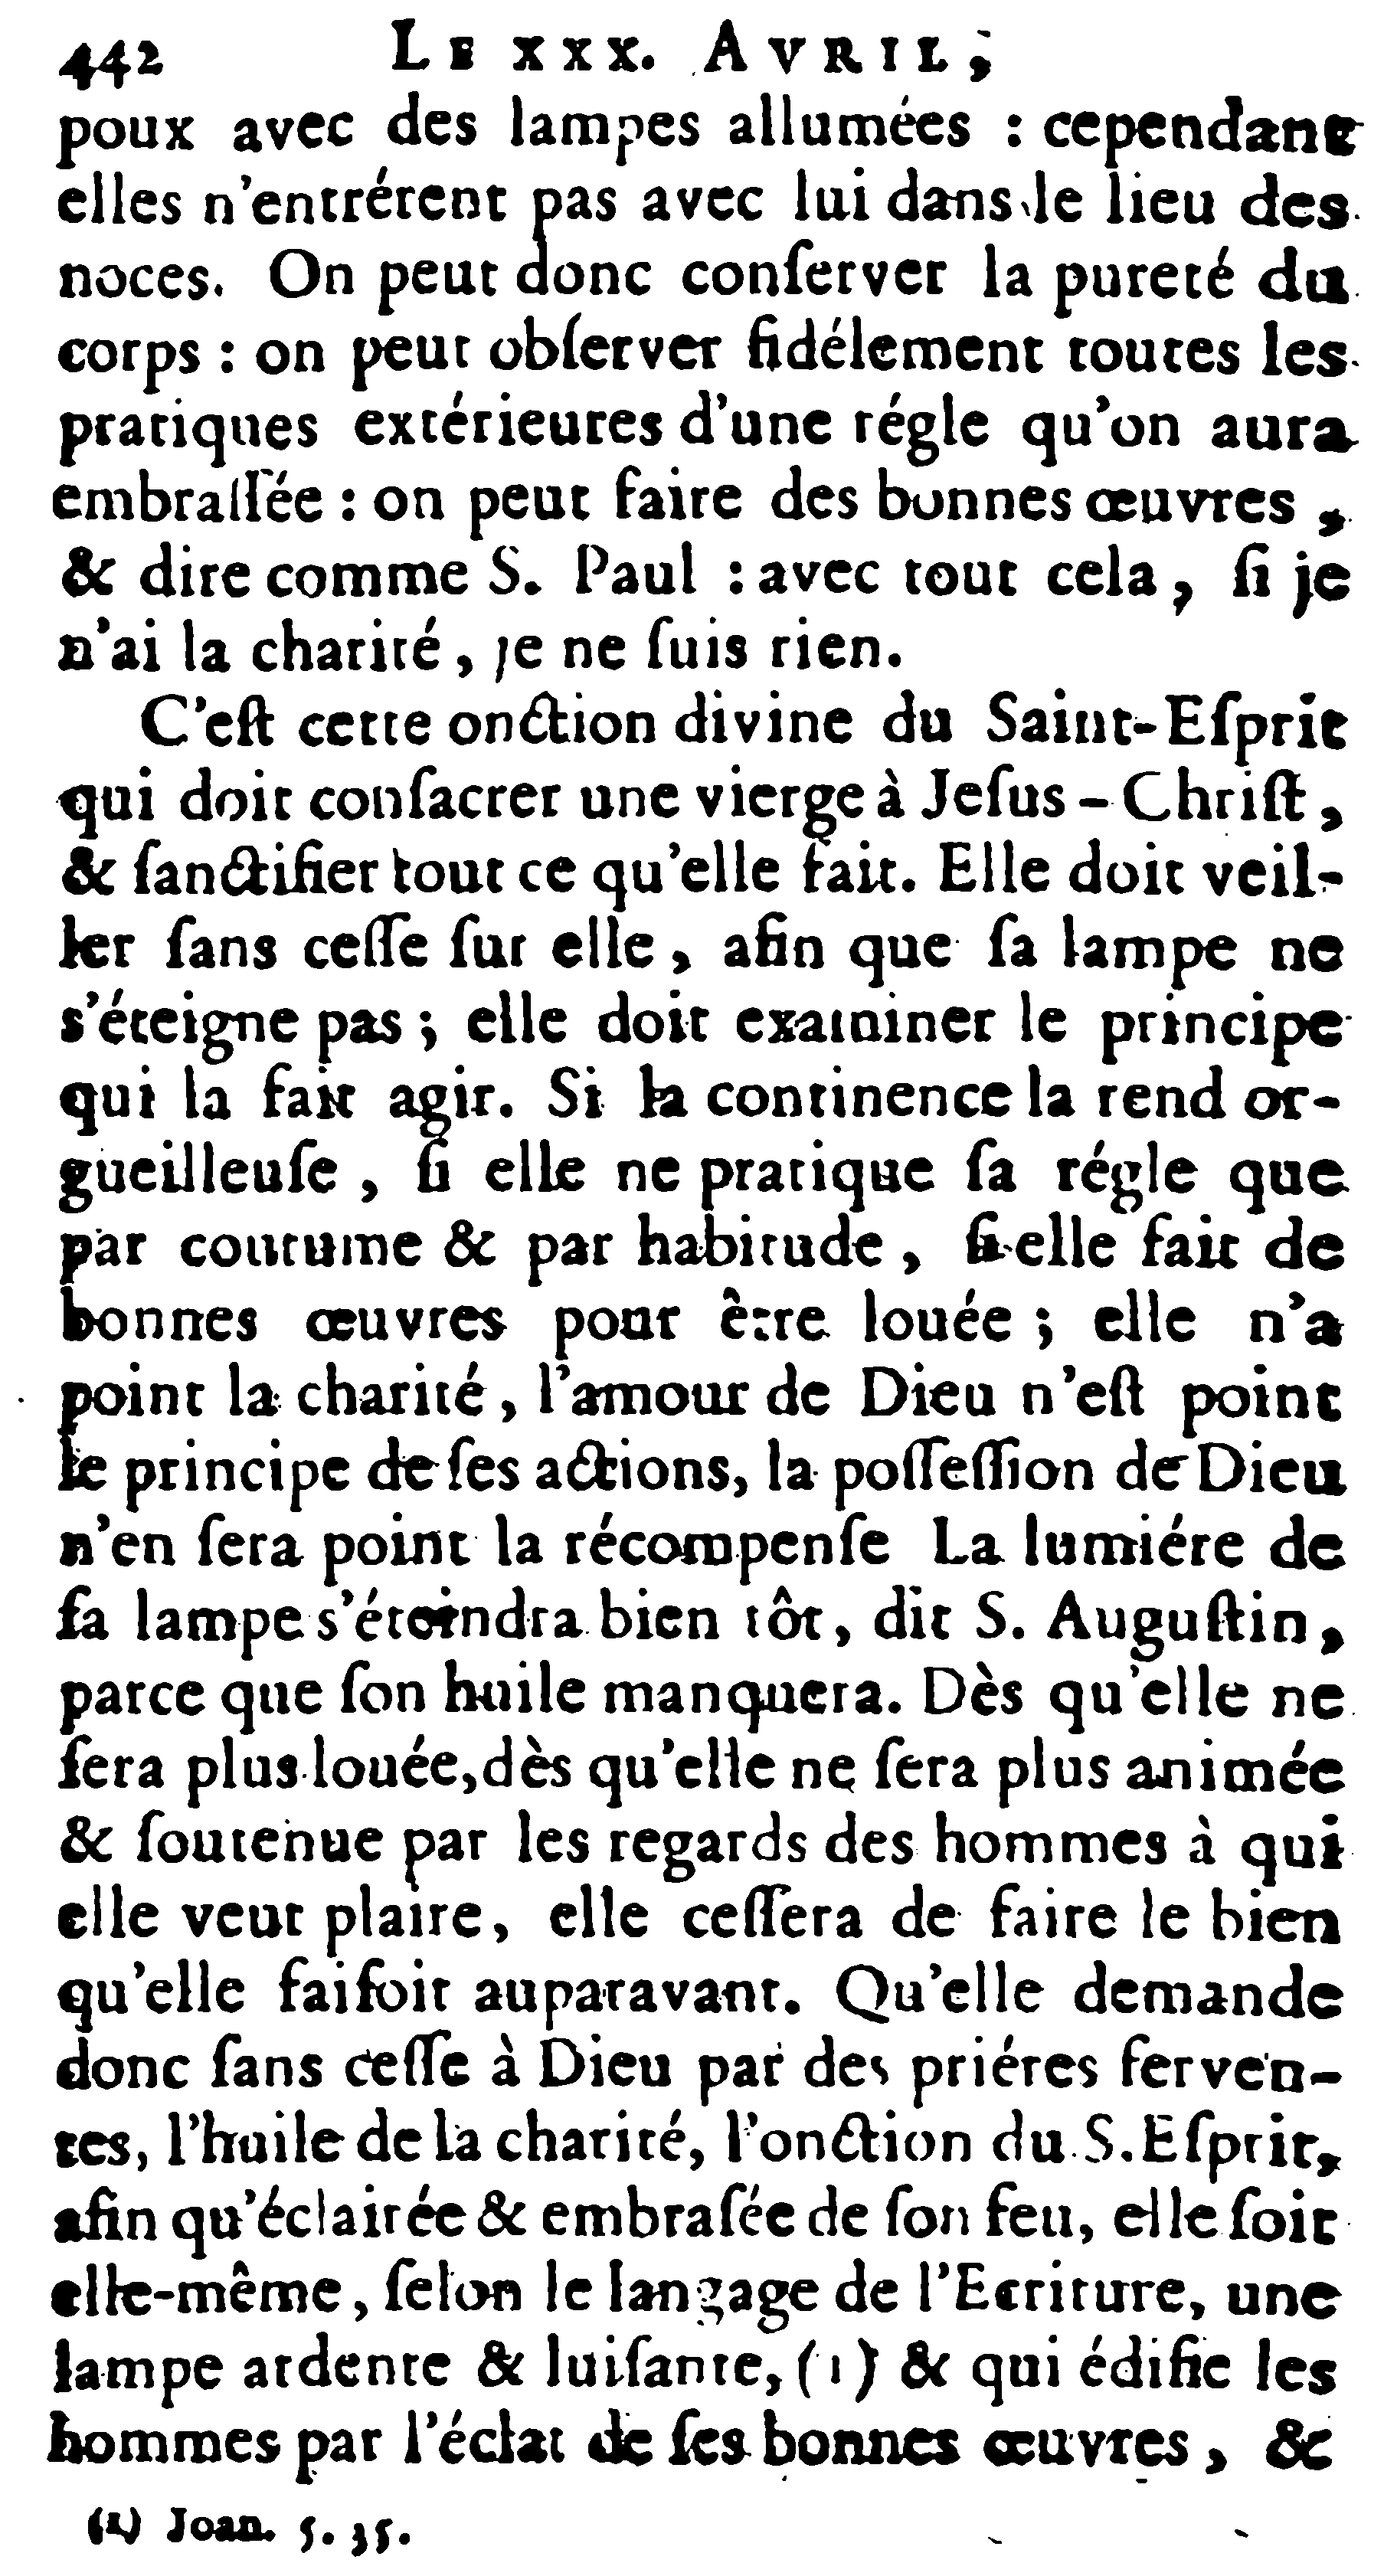 442 LE XXX. AVRIL,
poux avec des lampes allumées : cependant
elles n'entrérent pas avec lui dans le lieu des
noces. On peut donc conſerver la pureté du
corps : on peut obſerver fidélement toutes les
pratiques extérieures d'une régle qu'on aura
embraſſée : on peut faire des bonnes œuvres,
& dire comme S. Paul : avec tout cela, ſi je
n'ai la charité, je ne ſuis rien.
C'eſt cette onction divine du Saint-Eſprit
qui doit conſacrer une vierge à Jeſus-Chriſt,
& ſanctifier tout ce qu'elle fait. Elle doit veil-
ler ſans ceſſe ſur elle, afin que ſa lampe ne
s'éteigne pas ; elle doit examiner le principe
qui la fait agir. Si la continence la rend or-
gueilleuſe, ſi elle ne pratique ſa régle que
par coutume & par habitude, ſi elle fait de
bonnes œuvres pour être louée ; elle n'a
point la charité, l'amour de Dieu n'eſt point
le principe de ſes actions, la poſſeſſion de Dieu
n'en ſera point la récompenſe La lumiére de
ſa lampe s'éteindra bien tôt, dit S. Auguſtin,
parce que ſon huile manquera. Dès qu'elle ne
ſera plus louée, dès qu'elle ne ſera plus animée
& ſoutenue par les regards des hommes à qui
elle veut plaire, elle ceſſera de faire le bien
qu'elle faiſoit auparavant. Qu'elle demande
donc ſans ceſſe à Dieu par des priéres ferven-
tes, l'huile de la charité, l'onction du S. Eſprit,
afin qu'éclairée & embraſée de ſon feu, elle ſoit
elle-même, ſelon le langage de l'Ecriture, une
lampe ardente & luiſante, (1) & qui édifie les
hommes par l'éclat de ſes bonnes œuvres, &
(1) Joan. 5. 35.